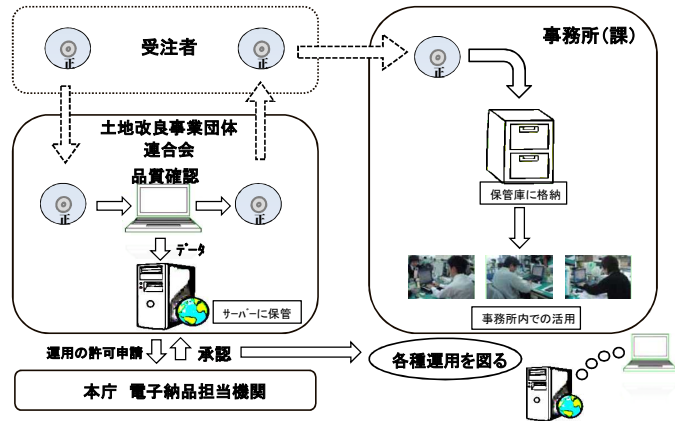 正
受注者
正
正
事務所(課)
土地改良事業団体
連合会
品質確認
正
正
ﾃﾞｰﾀ
ｻｰﾊﾞｰに保管
保管庫に格納
事務所内での活用
運用の許可申請
承認
各種運用を図る
本庁 電子納品担当機関